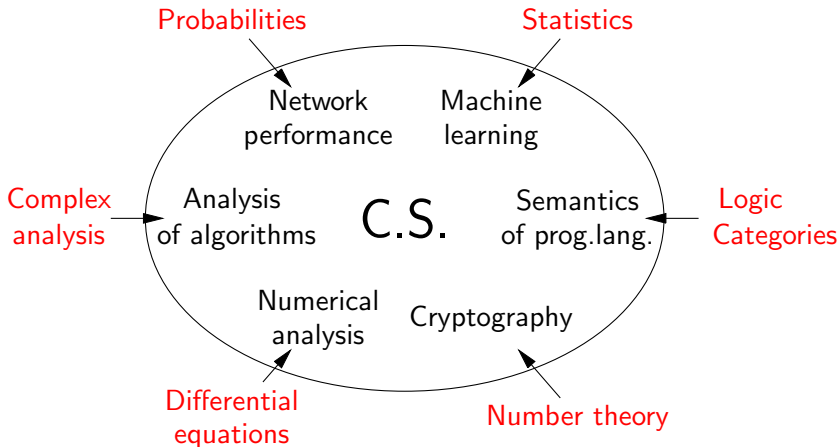 Probabilities
Statistics
Network
performance
Machine
learning
Complex
analysis
Analysis
of algorithms
C.S.
Semantics
of prog.lang.
Logic
Categories
Numerical
analysis
Cryptography
Differential
equations
Number theory